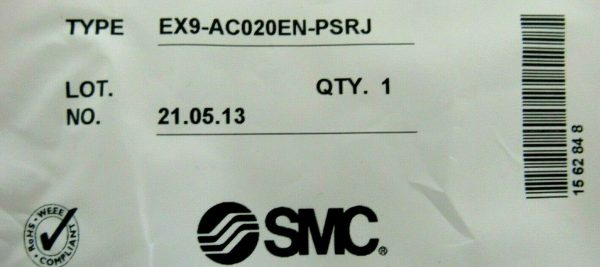 TYPE EX9-AC020EN-PSRJ
LOT. QTY. 1
NO. 21.05.13
15 62 84 8
RoHS · WEEE
COMPLIANT
SMC®